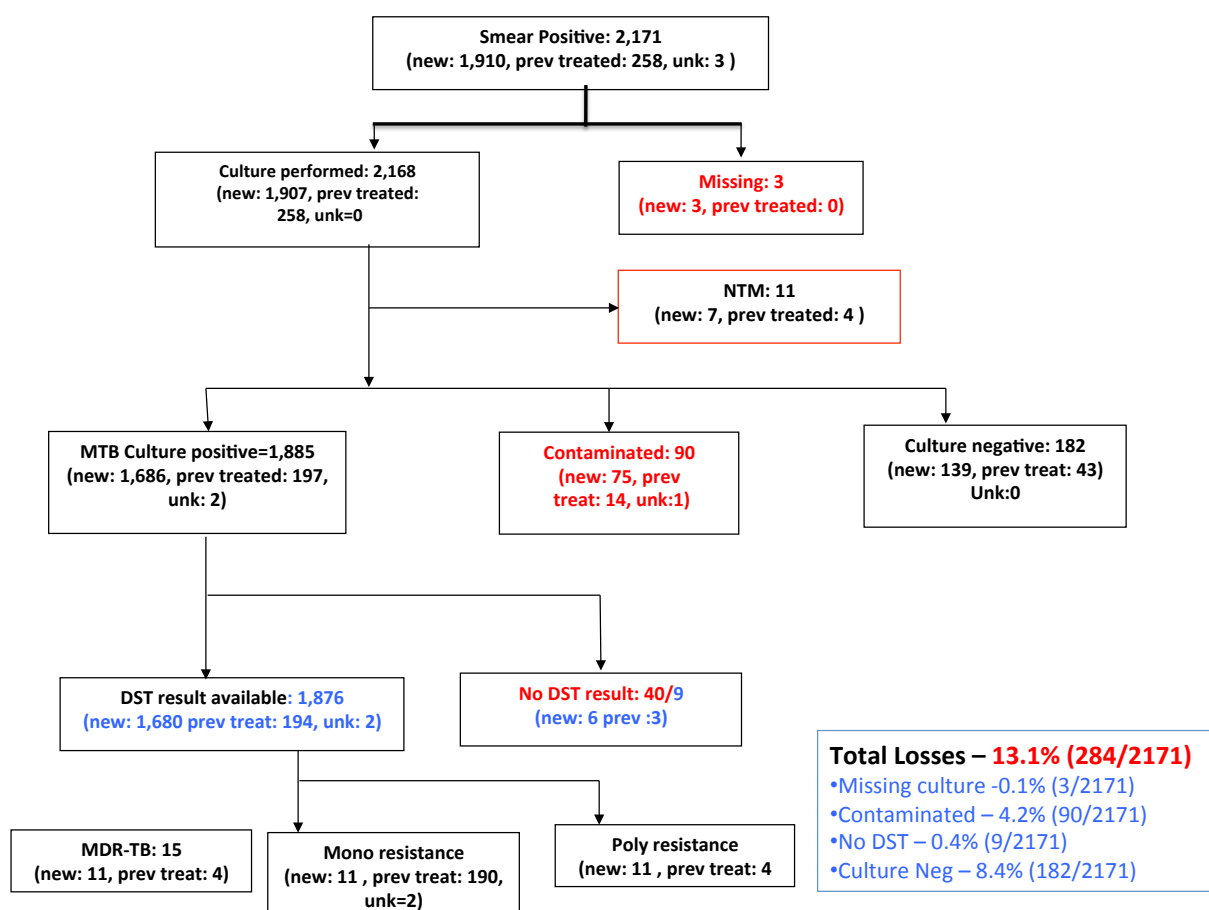 Smear Positive: 2,171
(new: 1,910, prev treated: 258, unk: 3 )
Culture performed: 2,168
(new: 1,907, prev treated:
258, unk=0
Missing: 3
(new: 3, prev treated: 0)
NTM: 11
(new: 7, prev treated: 4 )
MTB Culture positive=1,885
(new: 1,686, prev treated: 197,
unk: 2)
Contaminated: 90
(new: 75, prev
treat: 14, unk:1)
Culture negative: 182
(new: 139, prev treat: 43)
Unk:0
DST result available: 1,876
(new: 1,680 prev treat: 194, unk: 2)
No DST result: 40/9
(new: 6 prev :3)
MDR-TB: 15
(new: 11, prev treat: 4)
Mono resistance
(new: 11 , prev treat: 190,
unk=2)
Poly resistance
(new: 11 , prev treat: 4
Total Losses – 13.1% (284/2171)
•Missing culture -0.1% (3/2171)
•Contaminated – 4.2% (90/2171)
•No DST – 0.4% (9/2171)
•Culture Neg – 8.4% (182/2171)